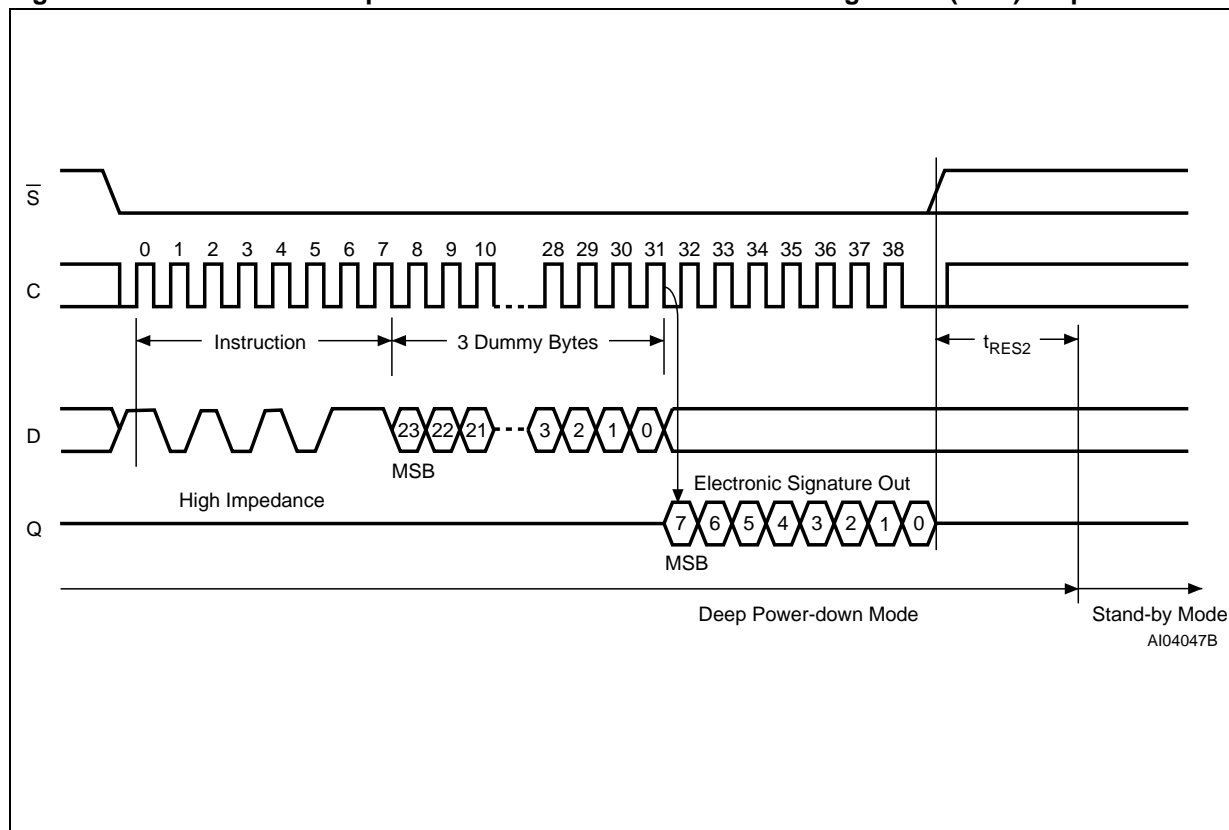 S
0 1 2 3 4 5 6 7 8 9 10 28 29 30 31 32 33 34 35 36 37 38
C
Instruction 3 Dummy Bytes tRES2
D 23 22 21 3 2 1 0
MSB
High Impedance Electronic Signature Out
Q 7 6 5 4 3 2 1 0
MSB
Deep Power-down Mode Stand-by Mode
AI04047B